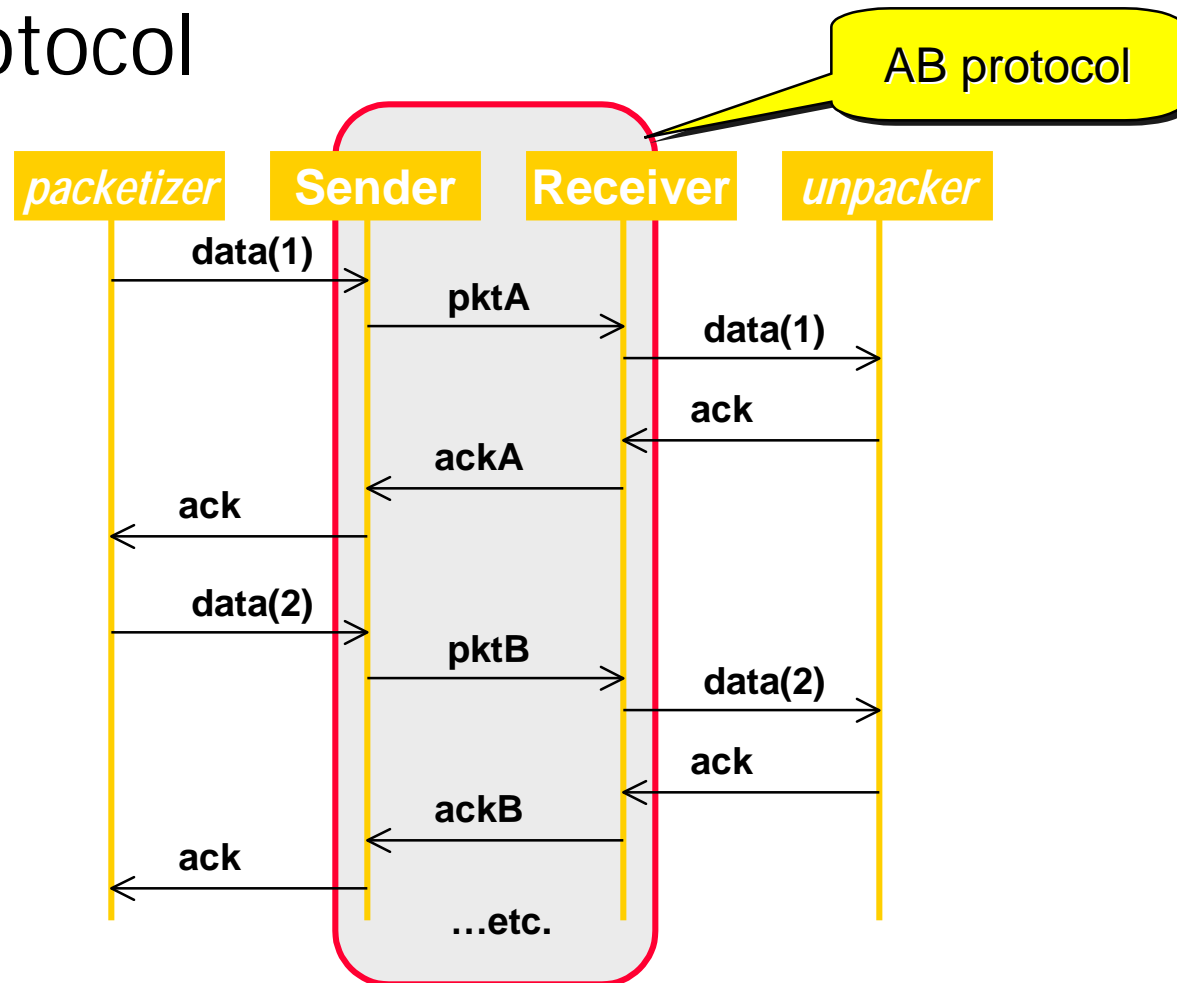 otocol
AB protocol
packetizer Sender Receiver unpacker
data(1)
pktA
data(1)
ack
ackA
ack
data(2)
pktB
data(2)
ack
ackB
ack
…etc.